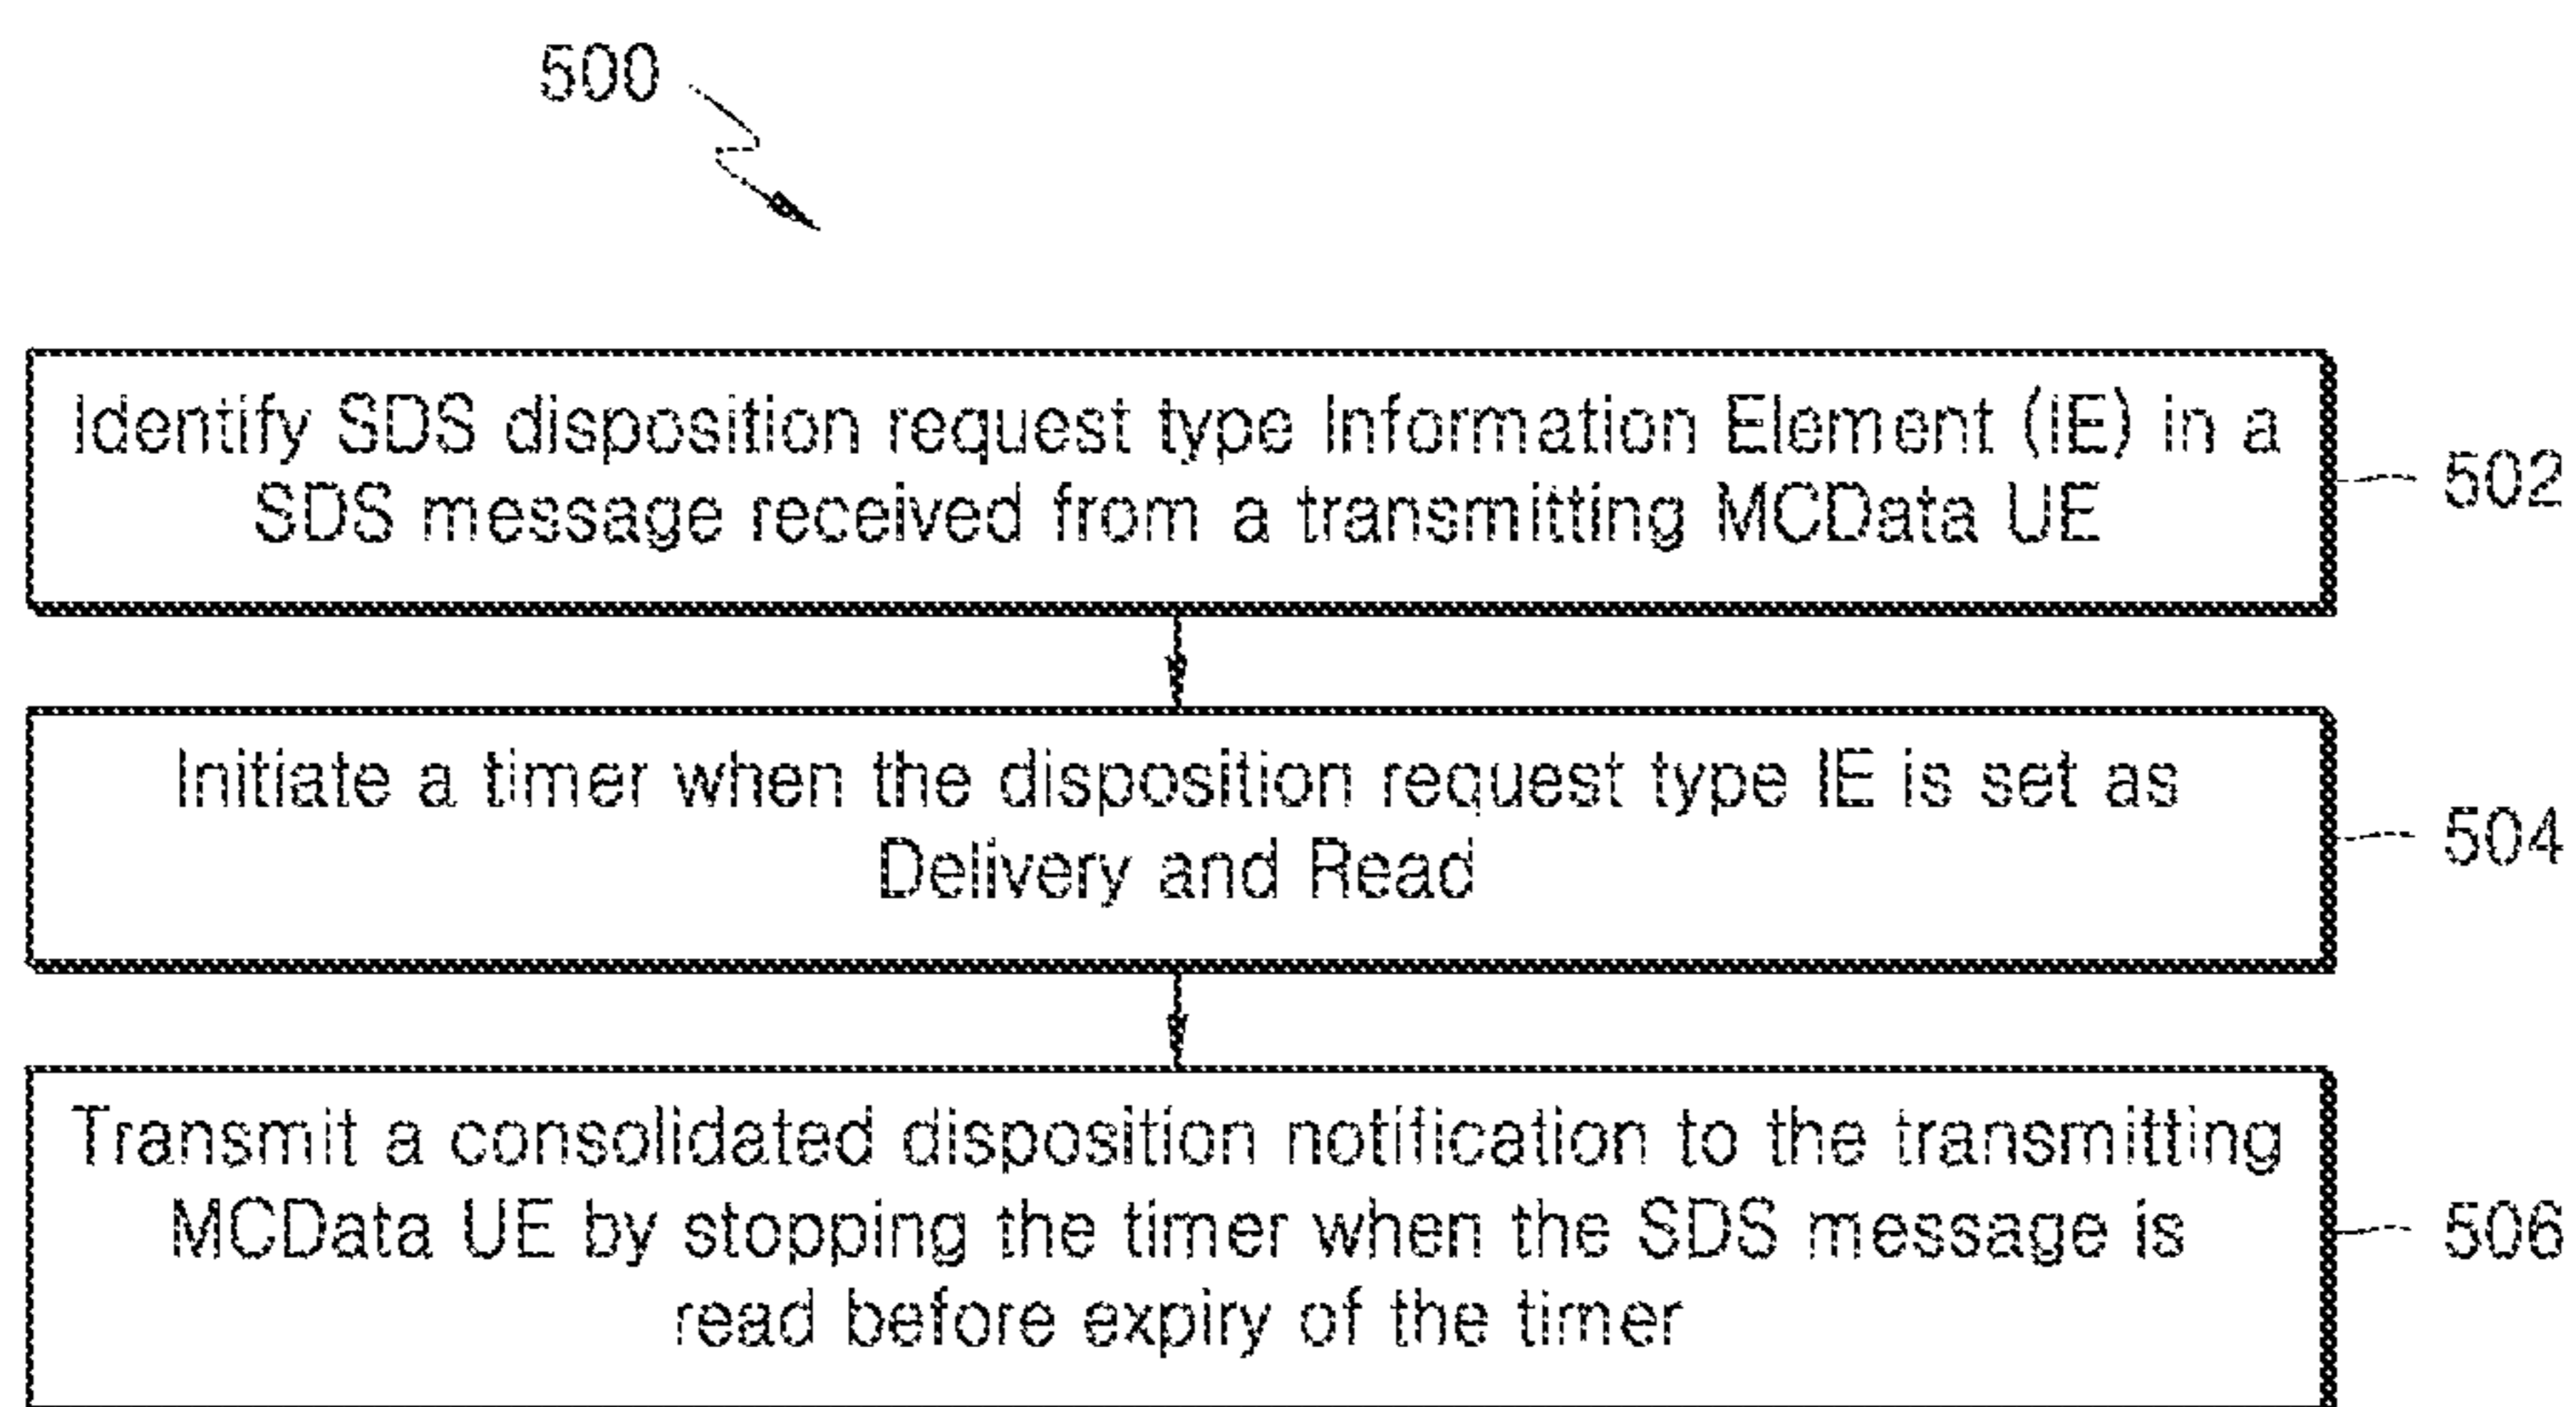 500
Identify SDS disposition request type Information Element (IE) in a
SDS message received from a transmitting MCData UE
502
Initiate a timer when the disposition request type IE is set as
Delivery and Read
504
Transmit a consolidated disposition notification to the transmitting
MCData UE by stopping the timer when the SDS message is
read before expiry of the timer
506